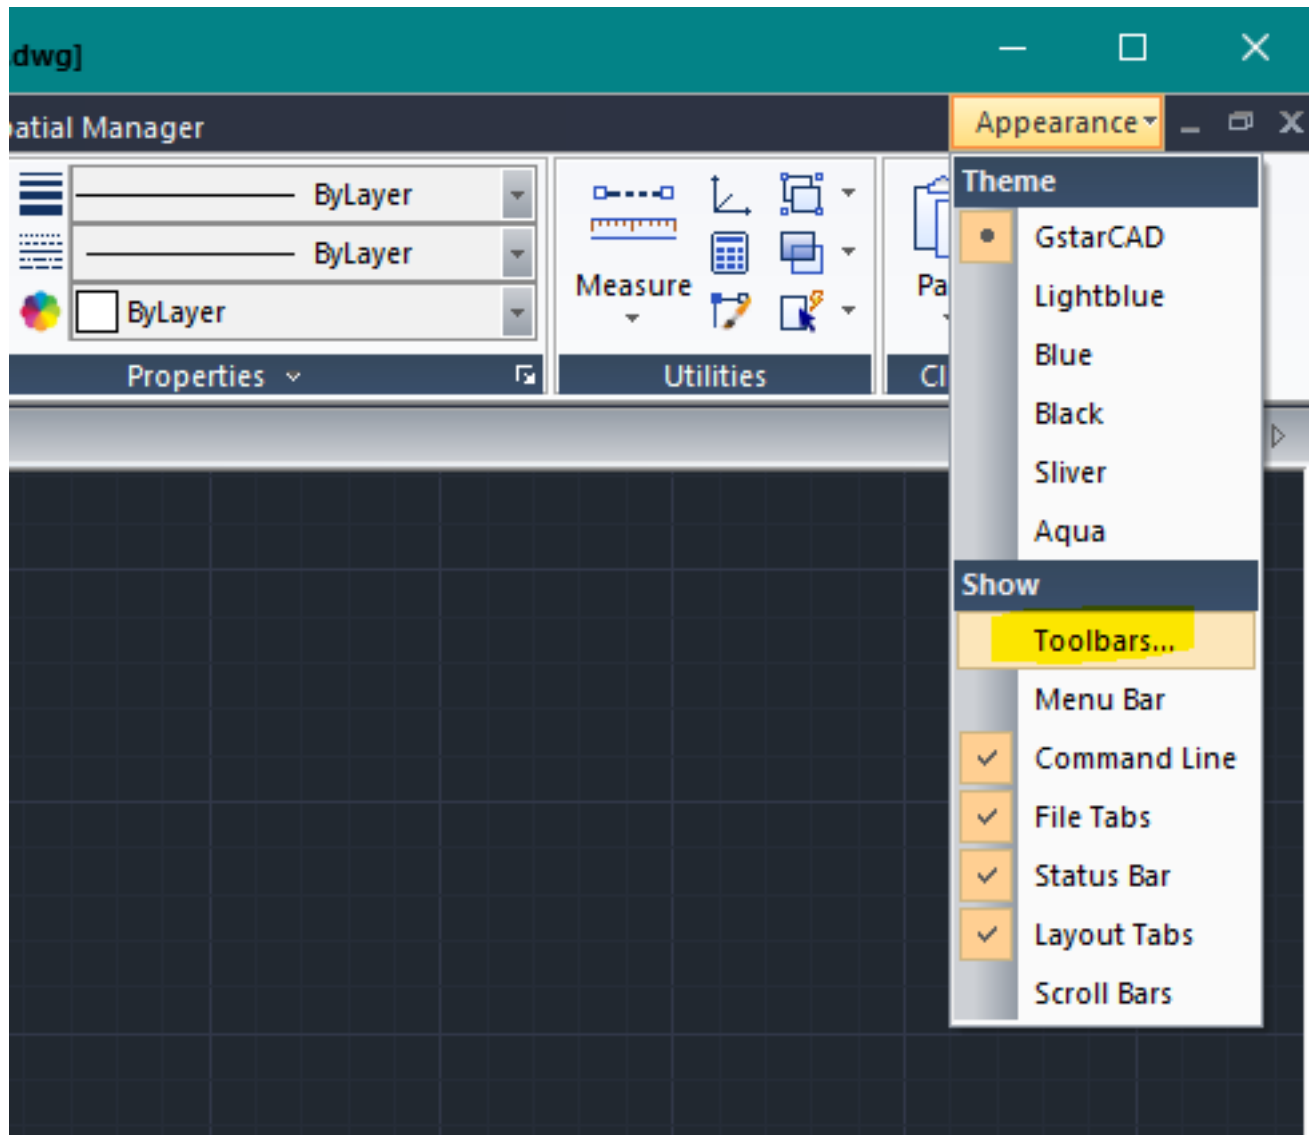 dwg]
patial Manager
Appearance
ByLayer
ByLayer
ByLayer
Properties
Measure
Utilities
Pa
Cl
Theme
GstarCAD
Lightblue
Blue
Black
Sliver
Aqua
Show
Toolbars...
Menu Bar
Command Line
File Tabs
Status Bar
Layout Tabs
Scroll Bars